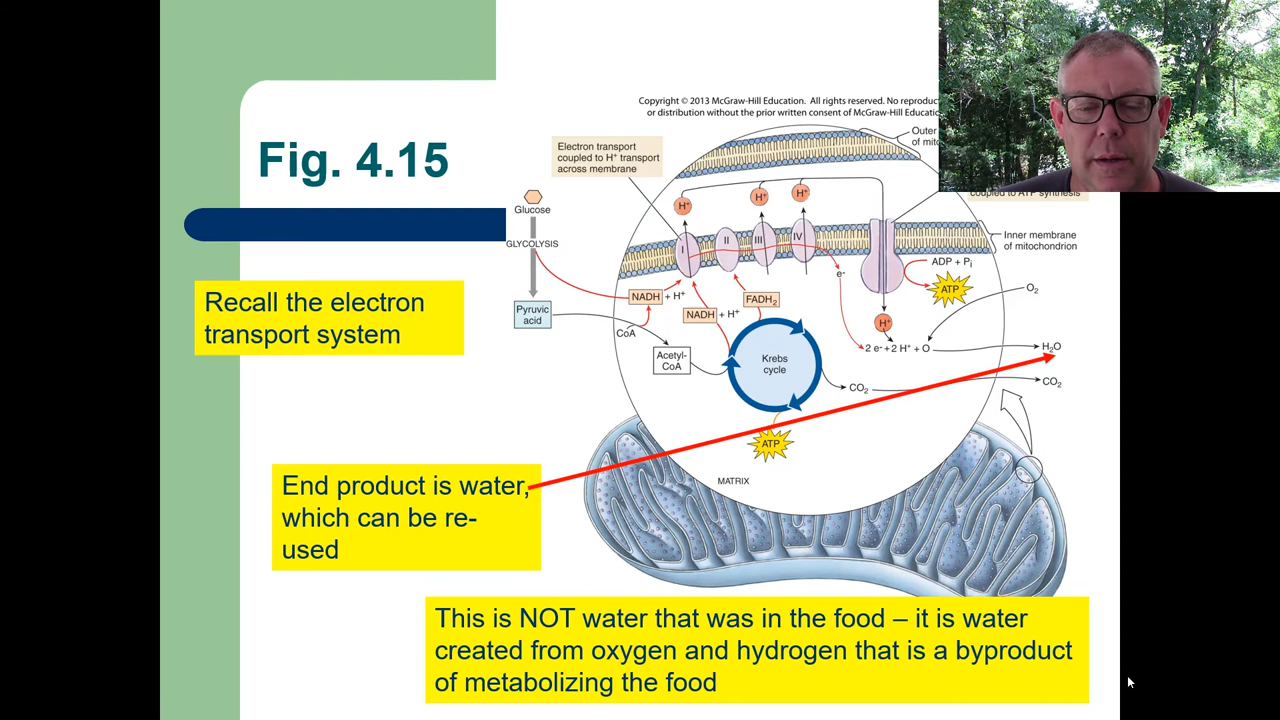 Copyright © 2013 McGraw-Hill Education. All rights reserved. No
or distribution without the prior written consent of McGraw-Hill
Fig. 4.15
Electron transport
coupled to H⁺ transport
across membrane
Outer
of
coupled to ATP synthesis
Inner membrane
of mitochondrion
Glucose
GLYCOLYSIS
Pyruvic
acid
H⁺
H⁺
H⁺
I
II
III
IV
e⁻
ADP + Pᵢ
ATP
O₂
NADH + H⁺
NADH + H⁺
FADH₂
H⁺
CoA
Acetyl-
CoA
Krebs
cycle
2 e⁻+2 H⁺ + O
H₂O
CO₂
CO₂
ATP
MATRIX
Recall the electron
transport system
End product is water,
which can be re-
used
This is NOT water that was in the food – it is water
created from oxygen and hydrogen that is a byproduct
of metabolizing the food